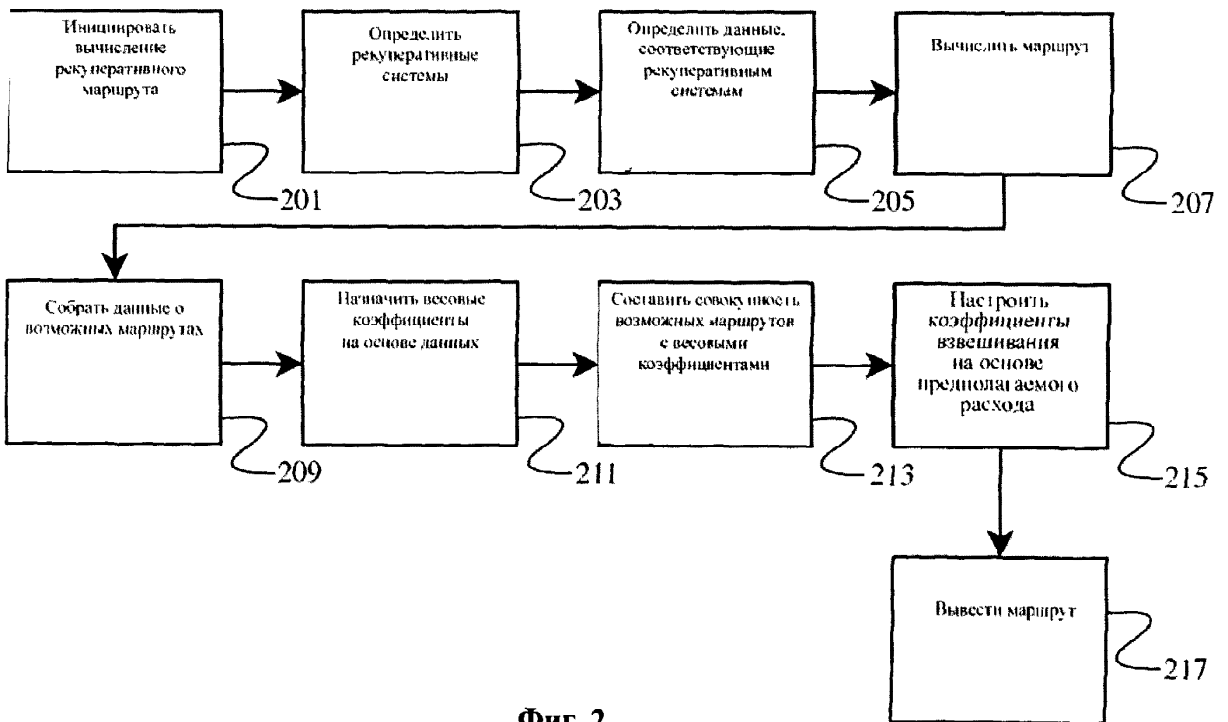 Инициировать
вычисление
рекуперативного
маршрута
201
Определить
рекуперативные
системы
203
Определить данные,
соответствующие
рекуперативным
системам
205
Вычислить маршрут
207
Собрать данные о
возможных маршрутах
209
Назначить весовые
коэффициенты
на основе данных
211
Составить совокупность
возможных маршрутов
с весовыми
коэффициентами
213
Настроить
коэффициенты
взвешивания
на основе
предполагаемого
расхода
215
Вывести маршрут
217
Фиг. 2